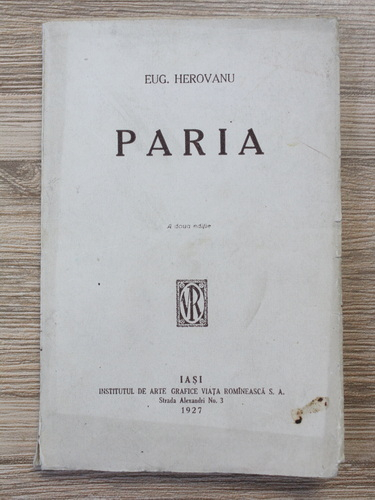 EUG. HEROVANU
PARIA
A doua ediție
VR
IAȘI
INSTITUTUL DE ARTE GRAFICE VIAȚA ROMÎNEASCĂ S. A.
Strada Alexandri No. 3
1927